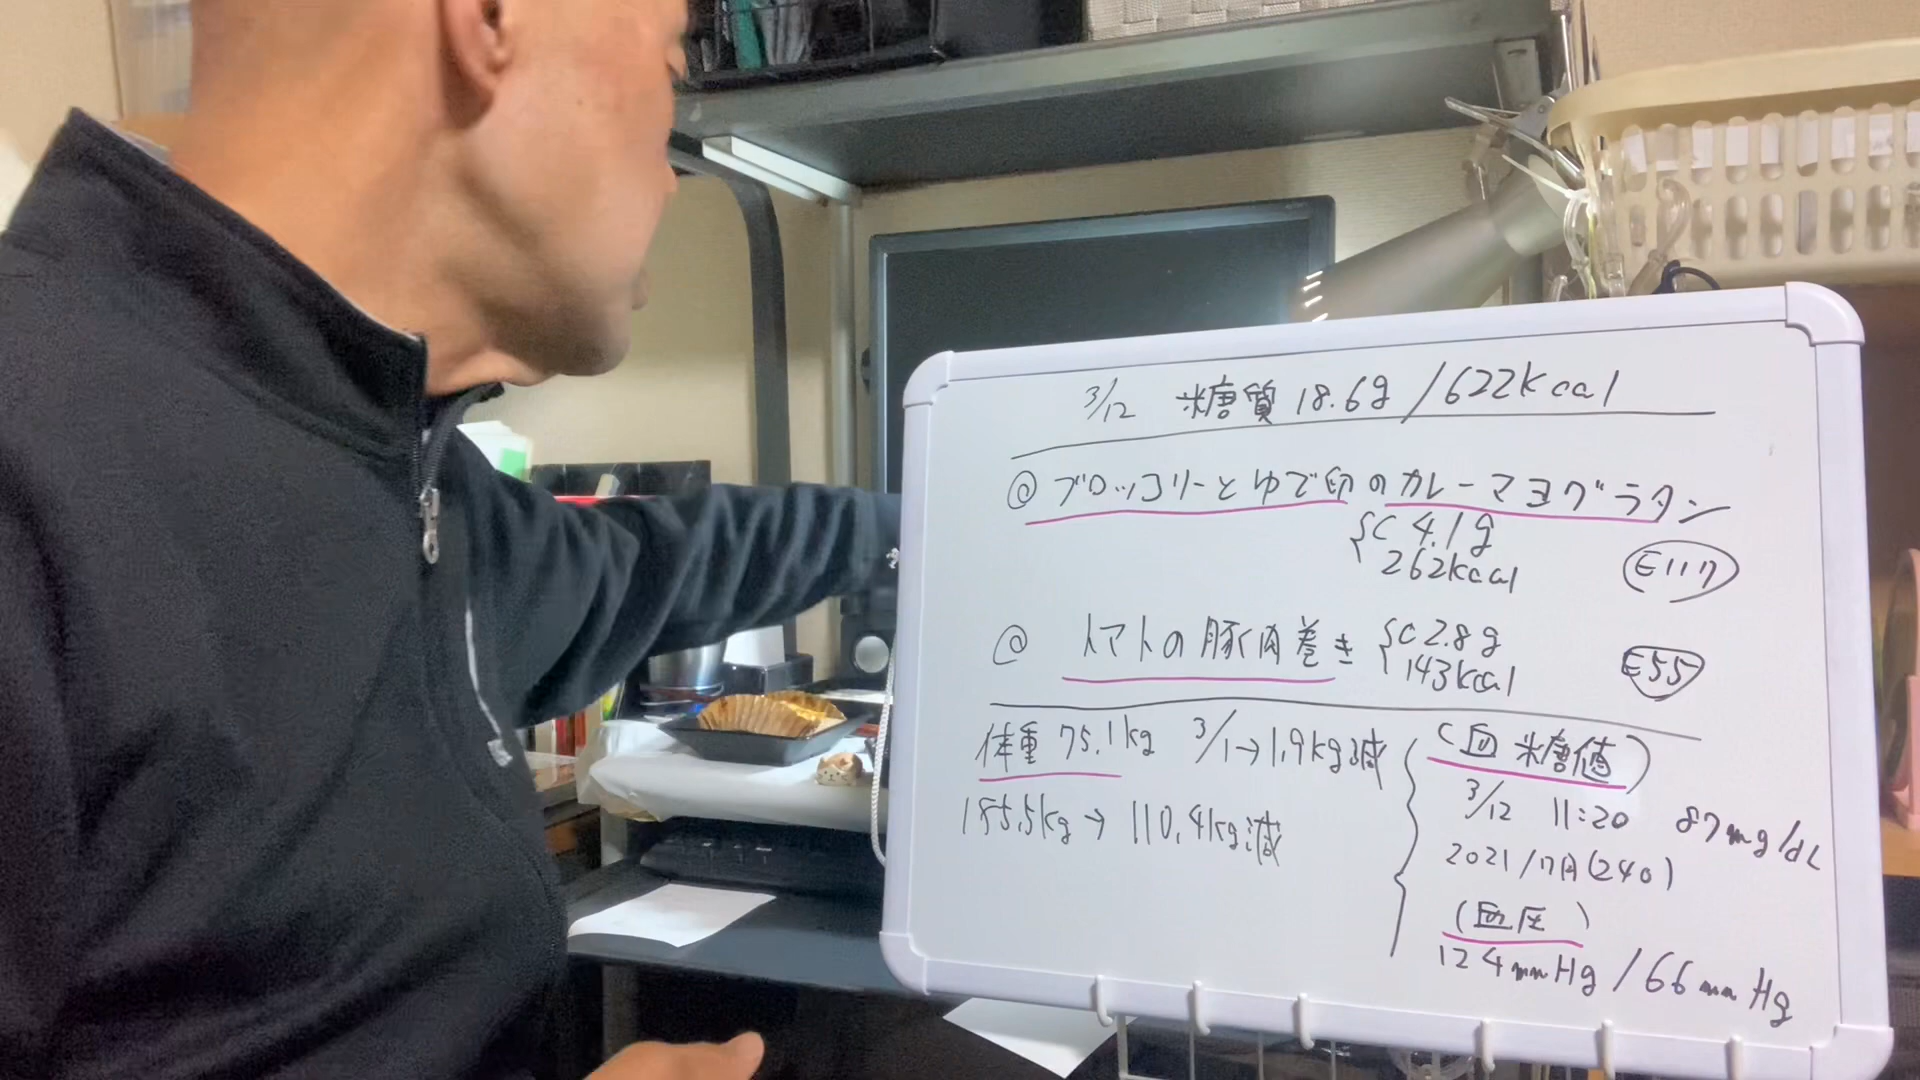 3/12 糖質 18.6g /622kcal
@ ブロッコリーとゆで卵のカレーマヨグラタン
C 4.1g
262kcal
E117
@ トマトの豚肉巻き
C 2.8g
143kcal
E55
体重 75.1kg 3/1→1.9kg減
185.5kg→110.4kg減
(血糖値)
3/12 11:20 87mg/dL
2021/7月(240)
(血圧)
124mmHg/66mmHg